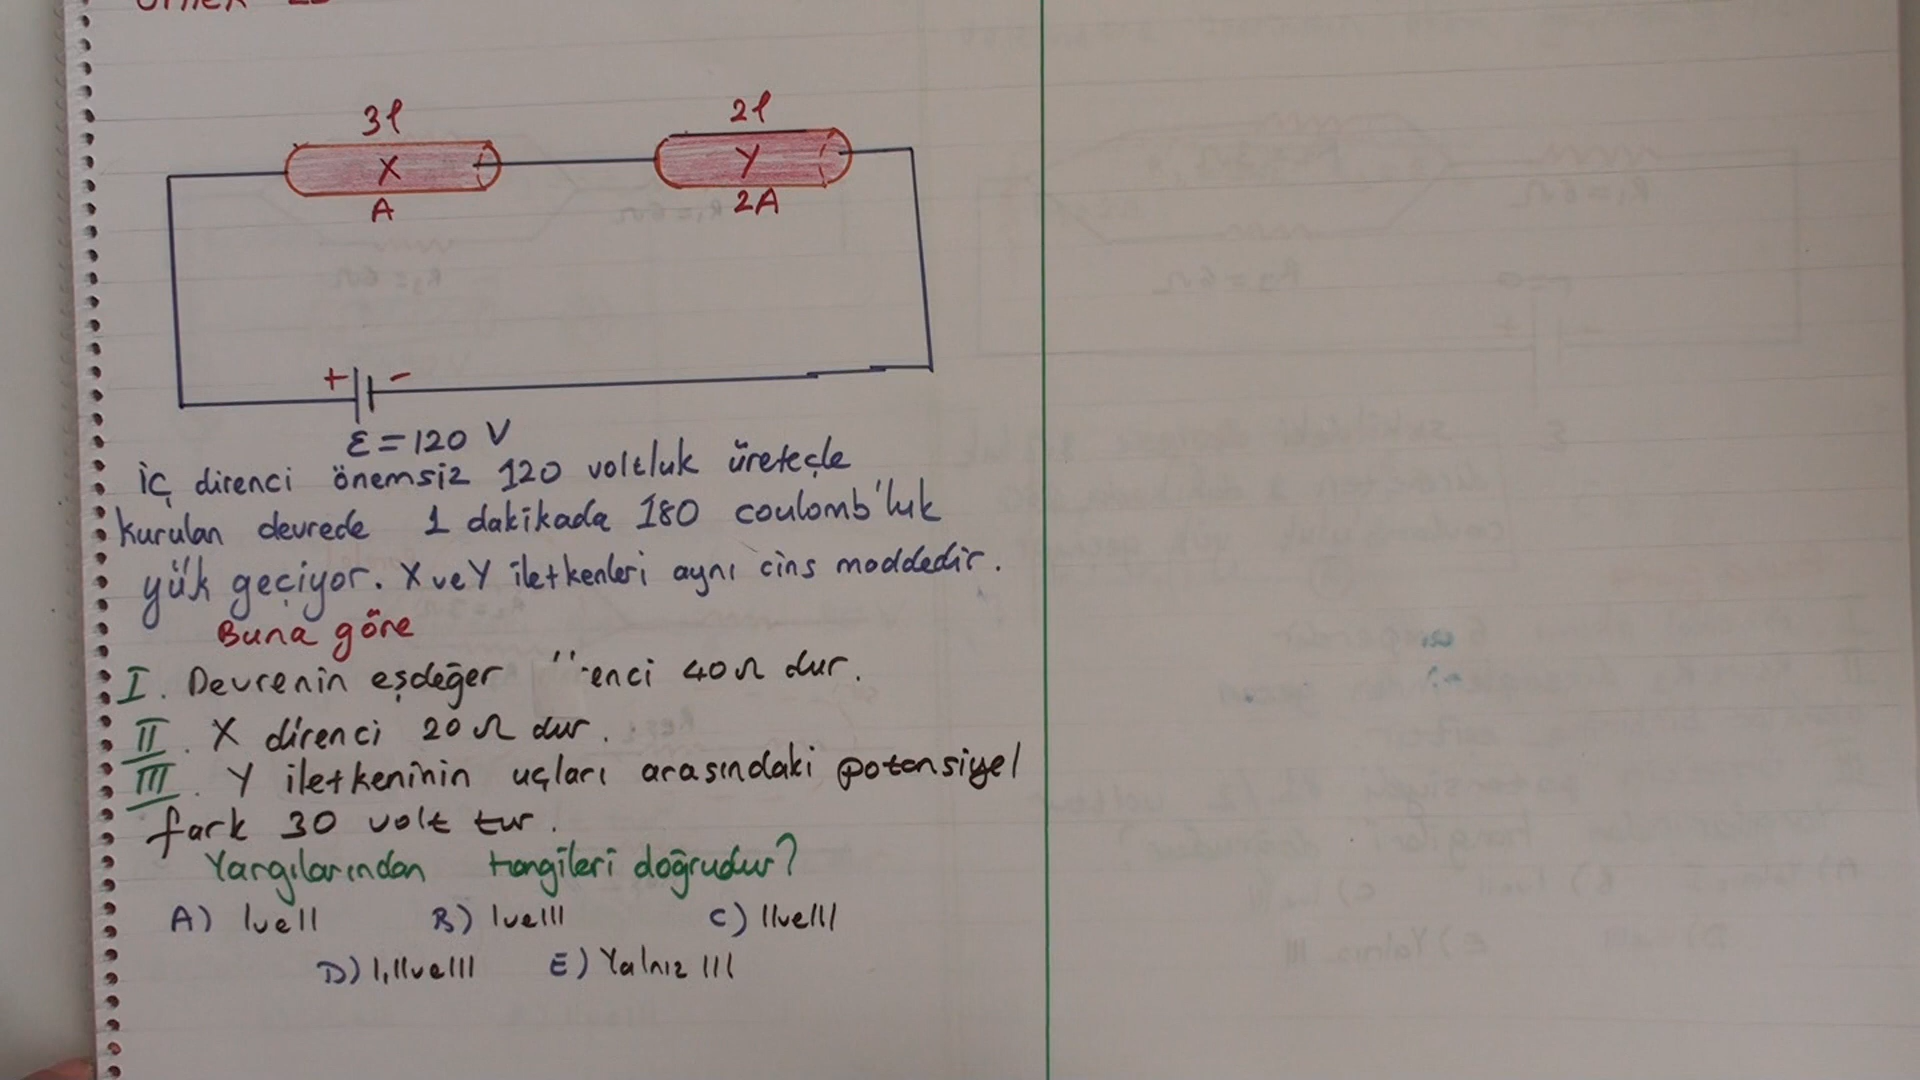 3l
2l
X
Y
A
2A
+ -
ε = 120 V
İç direnci önemsiz 120 voltluk üreteçle
kurulan devrede 1 dakikada 180 coulomb'luk
yük geçiyor. X ve Y iletkenleri aynı cins maddedir.
Buna göre
I. Devrenin eşdeğer 40Ω dur.
II. X direnci 20Ω dur.
III. Y iletkeninin uçları arasındaki potansiyel
fark 30 volt tur.
Yargılarından hangileri doğrudur?
A) I ve II B) I ve III C) II ve III
D) I, II ve III E) Yalnız III